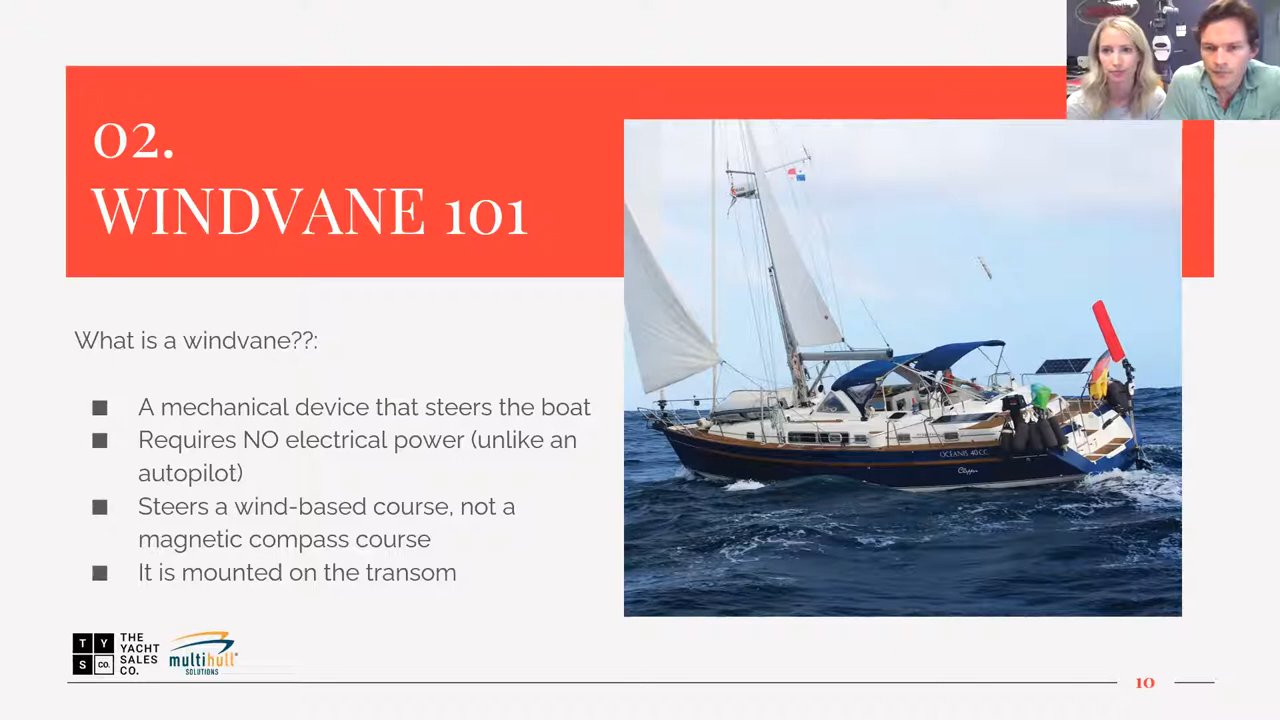 02.
WINDVANE 101
What is a windvane??:
■ A mechanical device that steers the boat
■ Requires NO electrical power (unlike an
autopilot)
■ Steers a wind-based course, not a
magnetic compass course
■ It is mounted on the transom
OCEANIS 40 CC
Clipper
T Y
S CO.
THE
YACHT
SALES
CO.
multihull
SOLUTIONS
10